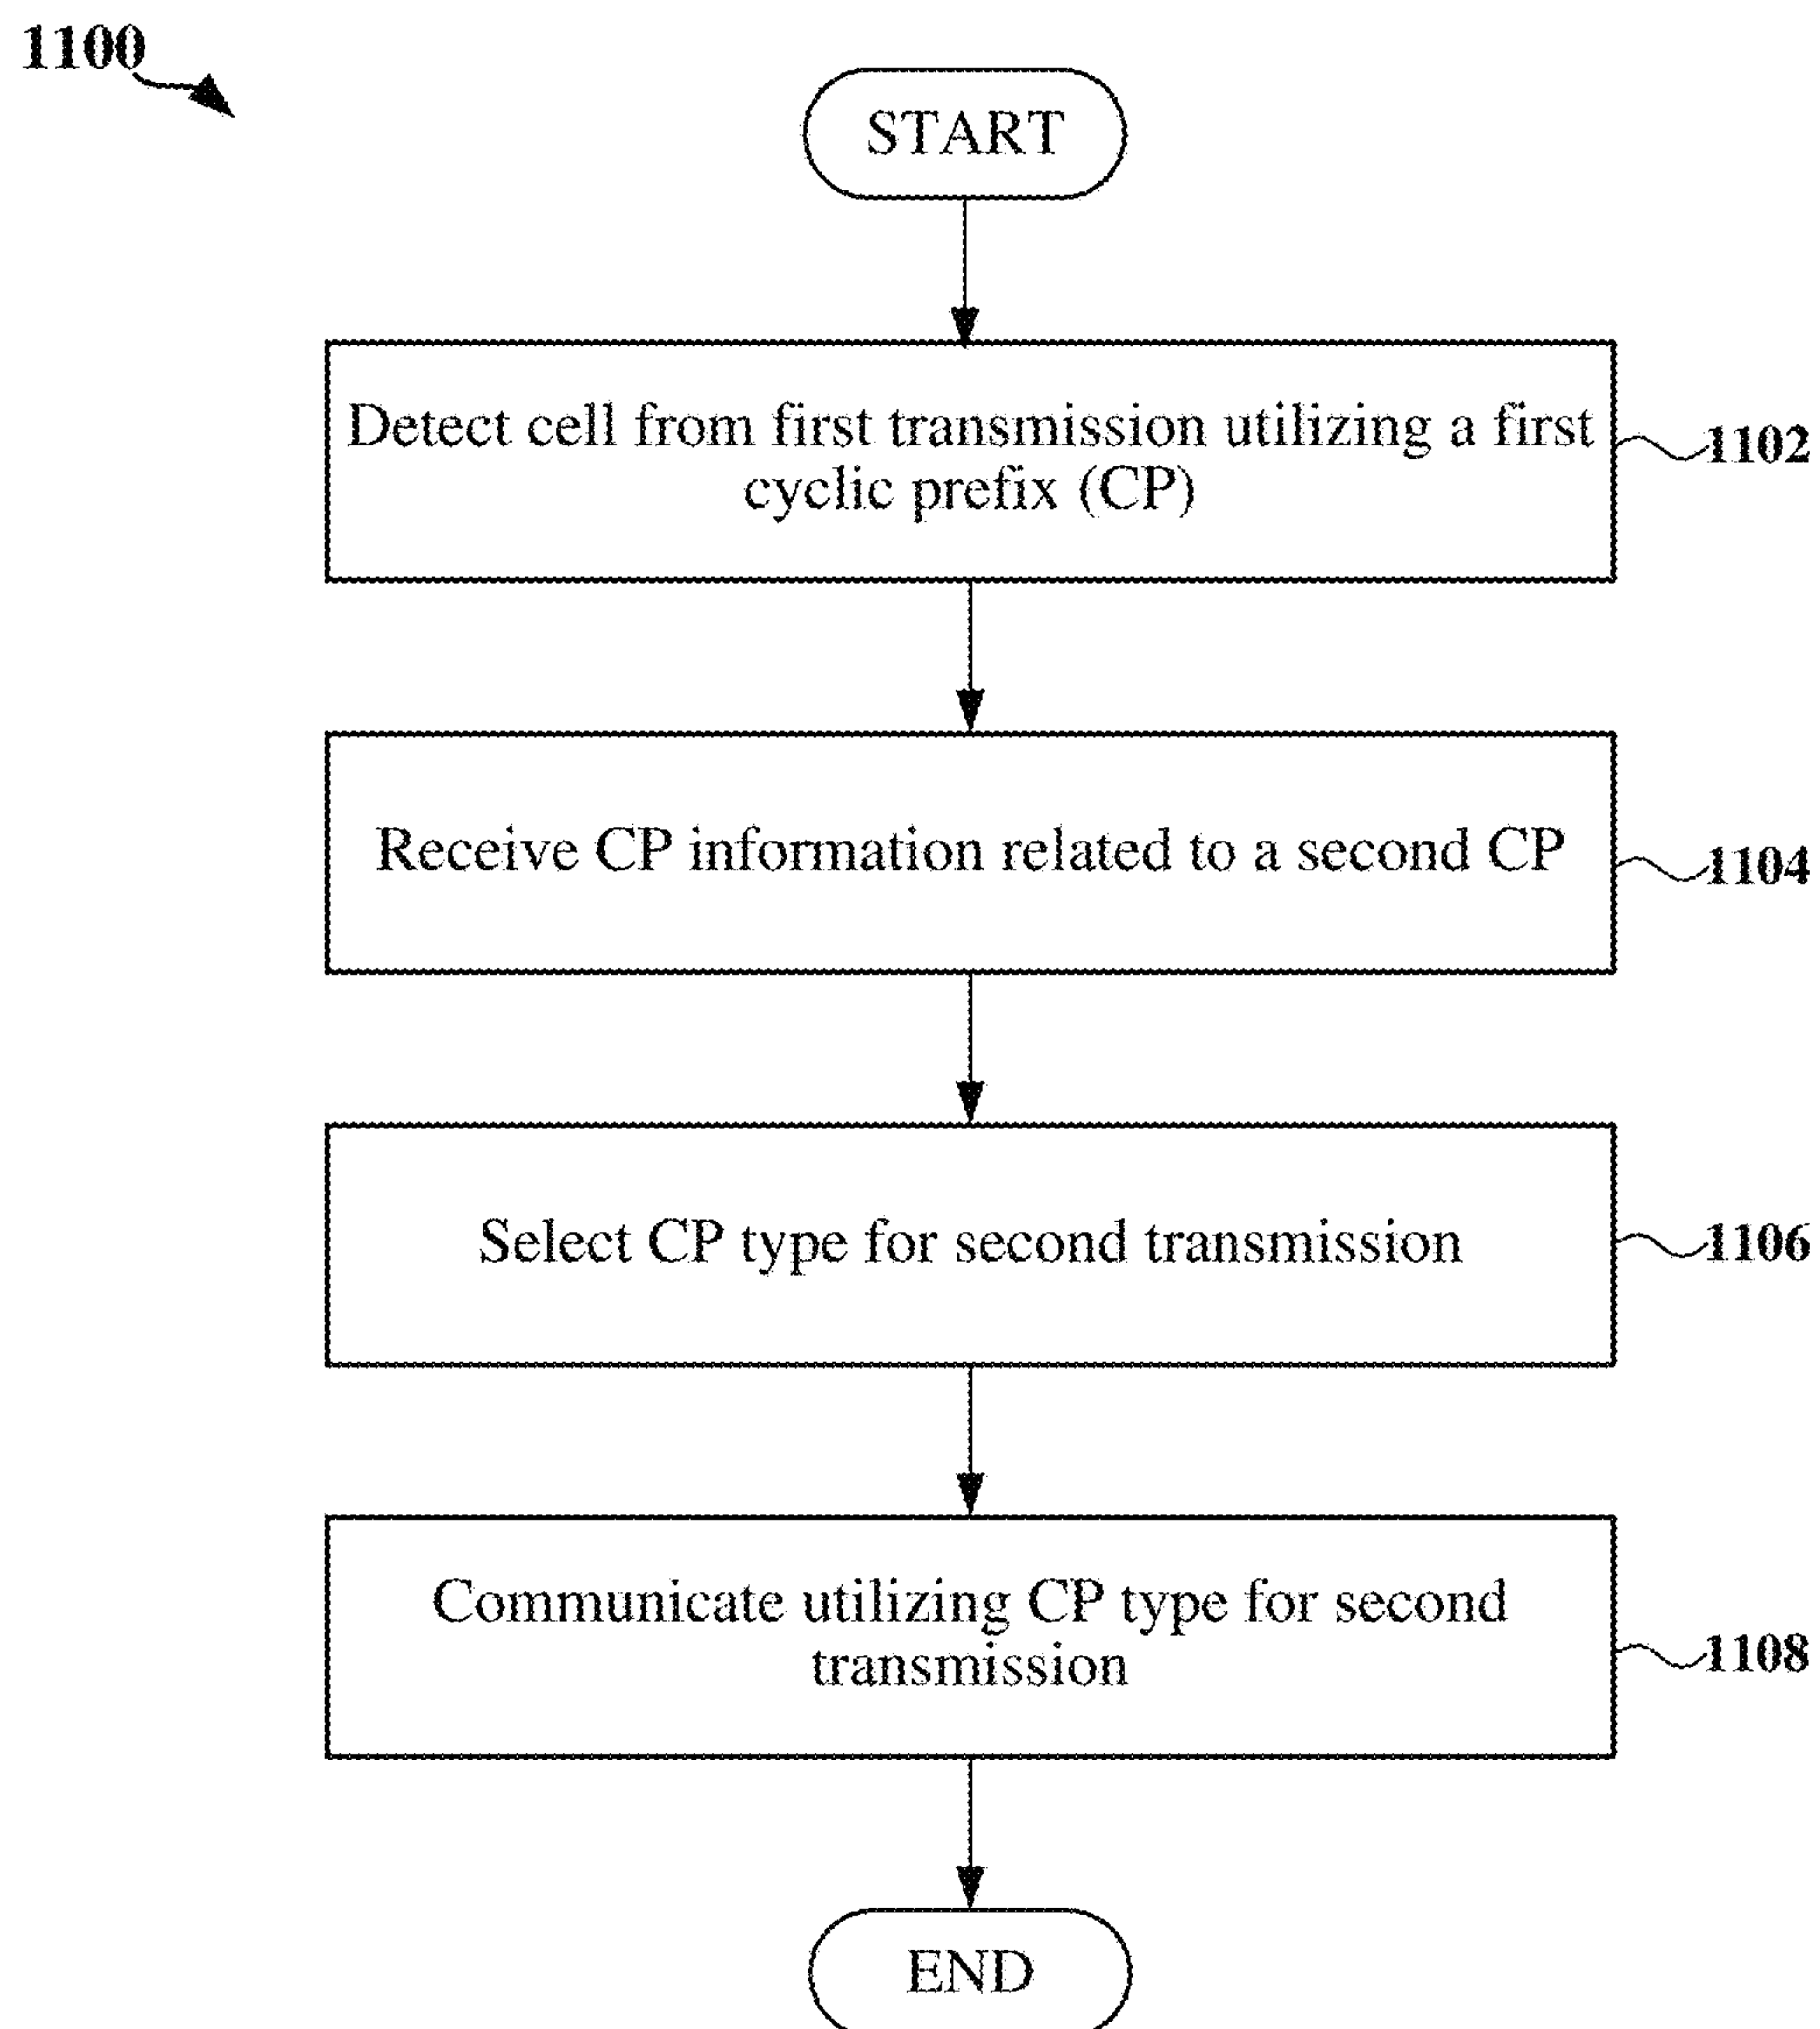 1100
START
Detect cell from first transmission utilizing a first
cyclic prefix (CP)
1102
Receive CP information related to a second CP
1104
Select CP type for second transmission
1106
Communicate utilizing CP type for second
transmission
1108
END